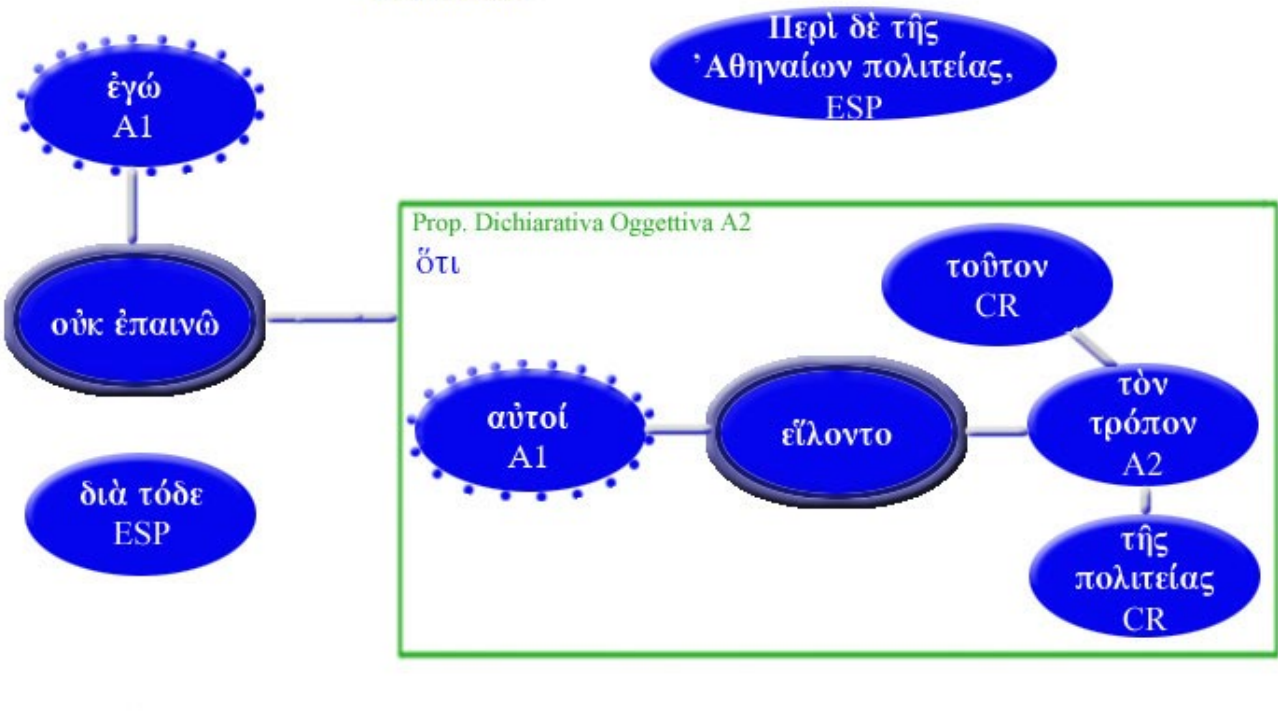 Περὶ δὲ τῆς
’Αθηναίων πολιτείας,
ESP
ἐγώ
A1
Prop. Dichiarativa Oggettiva A2
ὅτι
τοῦτον
CR
οὐκ ἐπαινῶ
τὸν
τρόπον
A2
αὐτοί
A1
εἵλοντο
διὰ τόδε
ESP
τῆς
πολιτείας
CR